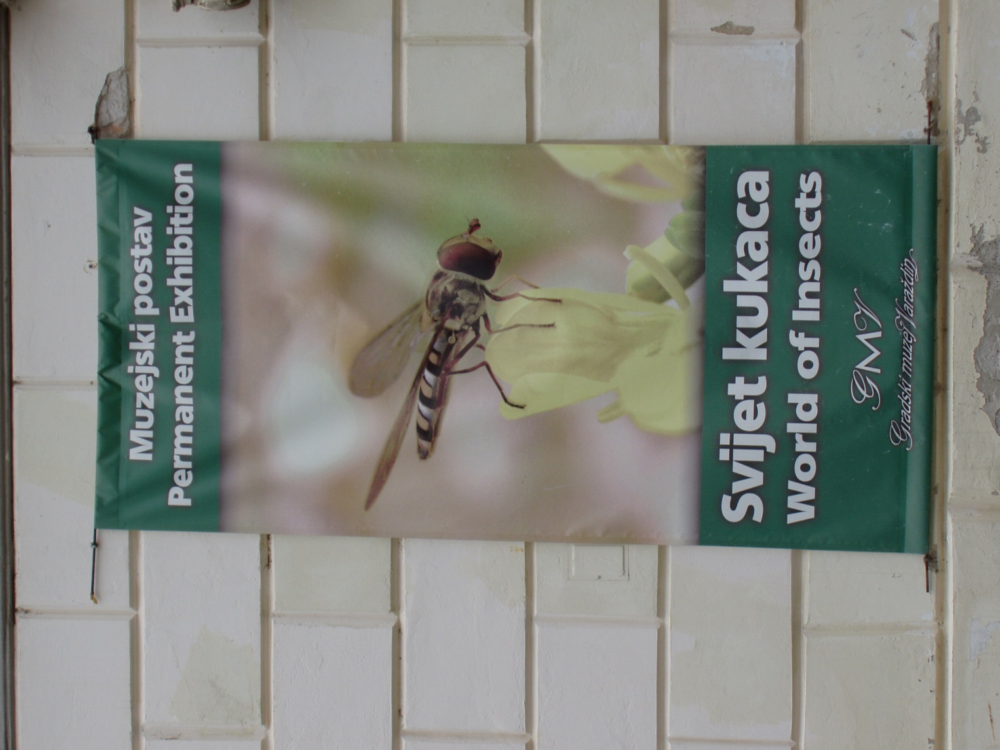 Muzejski postav
Permanent Exhibition
Svijet kukaca
World of Insects
GMV
Gradski muzej Varaždin